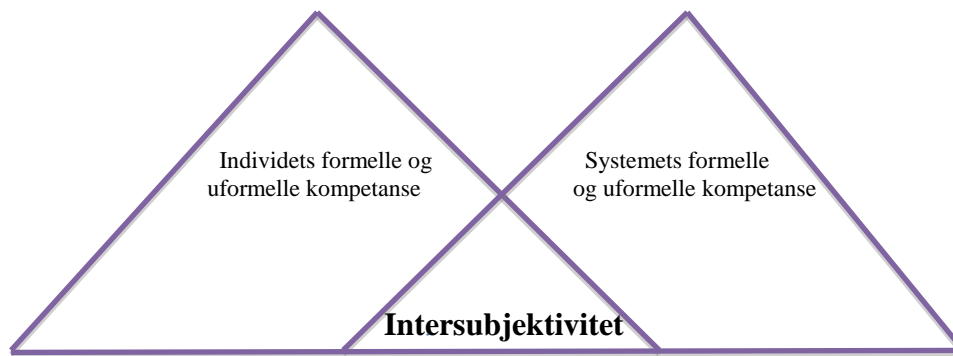 Individets formelle og
uformelle kompetanse
Systemets formelle
og uformelle kompetanse
Intersubjektivitet